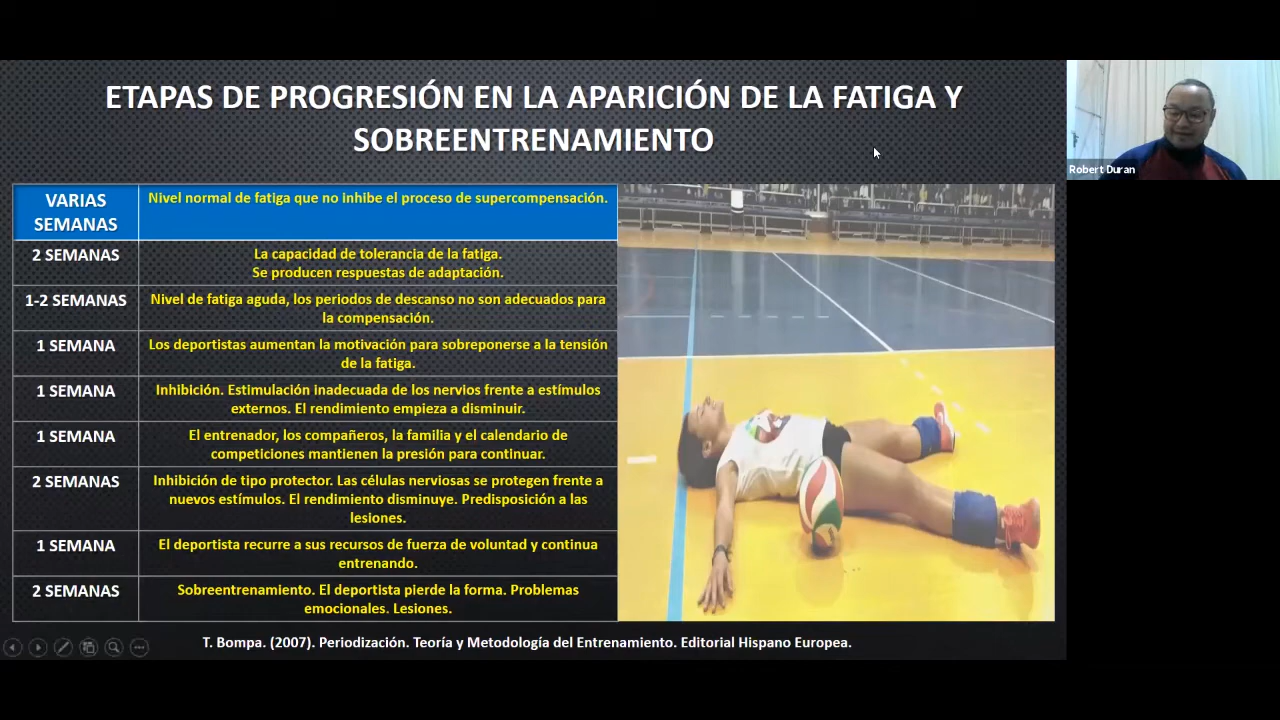 ETAPAS DE PROGRESIÓN EN LA APARICIÓN DE LA FATIGA Y
SOBREENTRENAMIENTO
Robert Duran
VARIAS
SEMANAS
Nivel normal de fatiga que no inhibe el proceso de supercompensación.
2 SEMANAS
La capacidad de tolerancia de la fatiga.
Se producen respuestas de adaptación.
1-2 SEMANAS
Nivel de fatiga aguda, los periodos de descanso no son adecuados para
la compensación.
1 SEMANA
Los deportistas aumentan la motivación para sobreponerse a la tensión
de la fatiga.
1 SEMANA
Inhibición. Estimulación inadecuada de los nervios frente a estímulos
externos. El rendimiento empieza a disminuir.
1 SEMANA
El entrenador, los compañeros, la familia y el calendario de
competiciones mantienen la presión para continuar.
2 SEMANAS
Inhibición de tipo protector. Las células nerviosas se protegen frente a
nuevos estímulos. El rendimiento disminuye. Predisposición a las
lesiones.
1 SEMANA
El deportista recurre a sus recursos de fuerza de voluntad y continua
entrenando.
2 SEMANAS
Sobreentrenamiento. El deportista pierde la forma. Problemas
emocionales. Lesiones.
T. Bompa. (2007). Periodización. Teoría y Metodología del Entrenamiento. Editorial Hispano Europea.